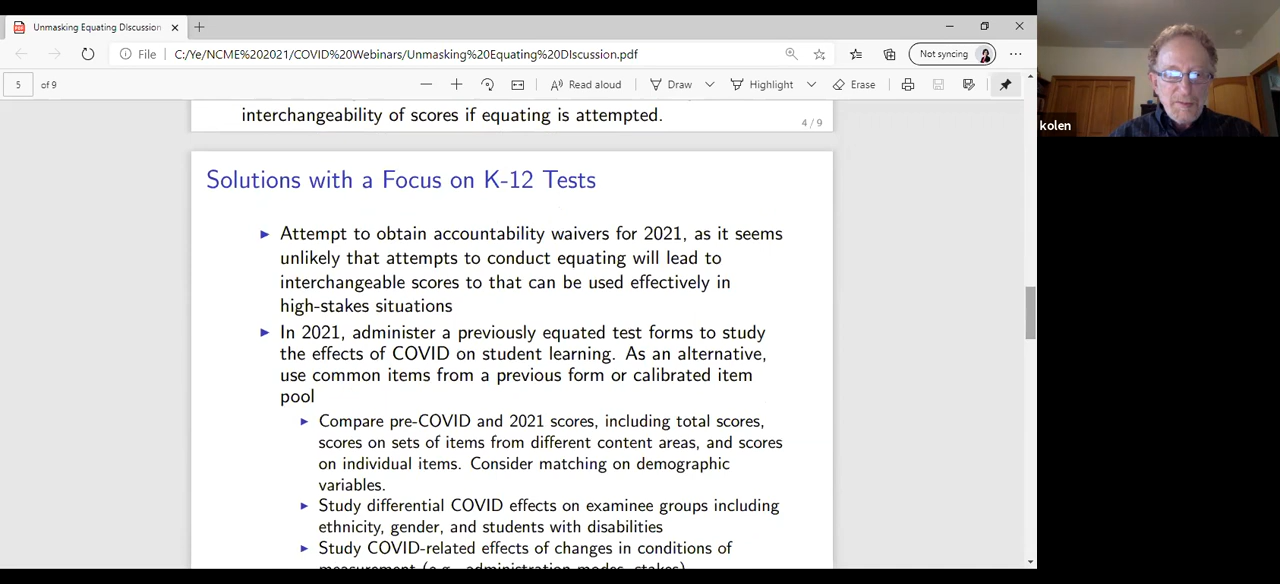 Unmasking Equating DIscussion
File
C:/Ye/NCME%202021/COVID%20Webinars/Unmasking%20Equating%20DIscussion.pdf
Not syncing
5 of 9
Read aloud
Draw
Highlight
Erase
kolen
interchangeability of scores if equating is attempted.
4 / 9
Solutions with a Focus on K-12 Tests
Attempt to obtain accountability waivers for 2021, as it seems
unlikely that attempts to conduct equating will lead to
interchangeable scores to that can be used effectively in
high-stakes situations
In 2021, administer a previously equated test forms to study
the effects of COVID on student learning. As an alternative,
use common items from a previous form or calibrated item
pool
Compare pre-COVID and 2021 scores, including total scores,
scores on sets of items from different content areas, and scores
on individual items. Consider matching on demographic
variables.
Study differential COVID effects on examinee groups including
ethnicity, gender, and students with disabilities
Study COVID-related effects of changes in conditions of
measurement (e.g., administration modes, stakes)